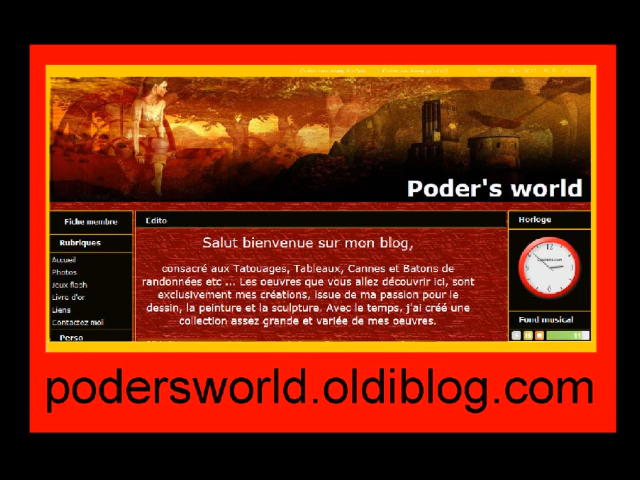 Poder's world
Fiche membre
Edito
Horloge
Rubriques
Salut bienvenue sur mon blog,
Accueil
Photos
Jeux flash
Livre d'or
Liens
Contactez moi
consacré aux Tatouages, Tableaux, Cannes et Batons de
randonnées etc ... Les oeuvres que vous allez découvrir ici, sont
exclusivement mes créations, issue de ma passion pour le
dessin, la peinture et la sculpture. Avec le temps, j'ai créé une
collection assez grande et variée de mes oeuvres.
Fond musical
Perso
podersworld.oldiblog.com